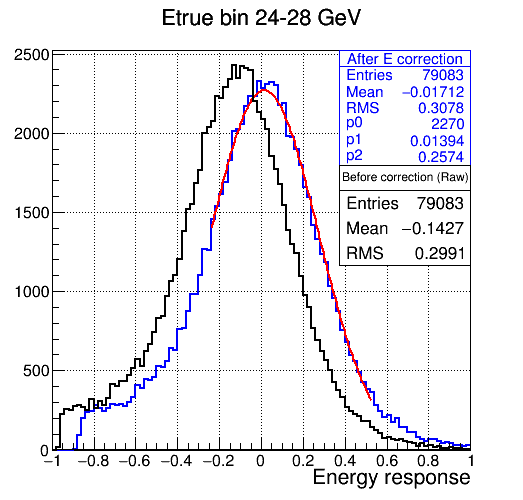 Etrue bin 24-28 GeV
After E correction
Entries 79083
Mean −0.01712
RMS 0.3078
p0 2270
p1 0.01394
p2 0.2574
Before correction (Raw)
Entries 79083
Mean −0.1427
RMS 0.2991
2500
2000
1500
1000
500
0
−1 −0.8 −0.6 −0.4 −0.2 0 0.2 0.4 0.6 0.8 1
Energy response